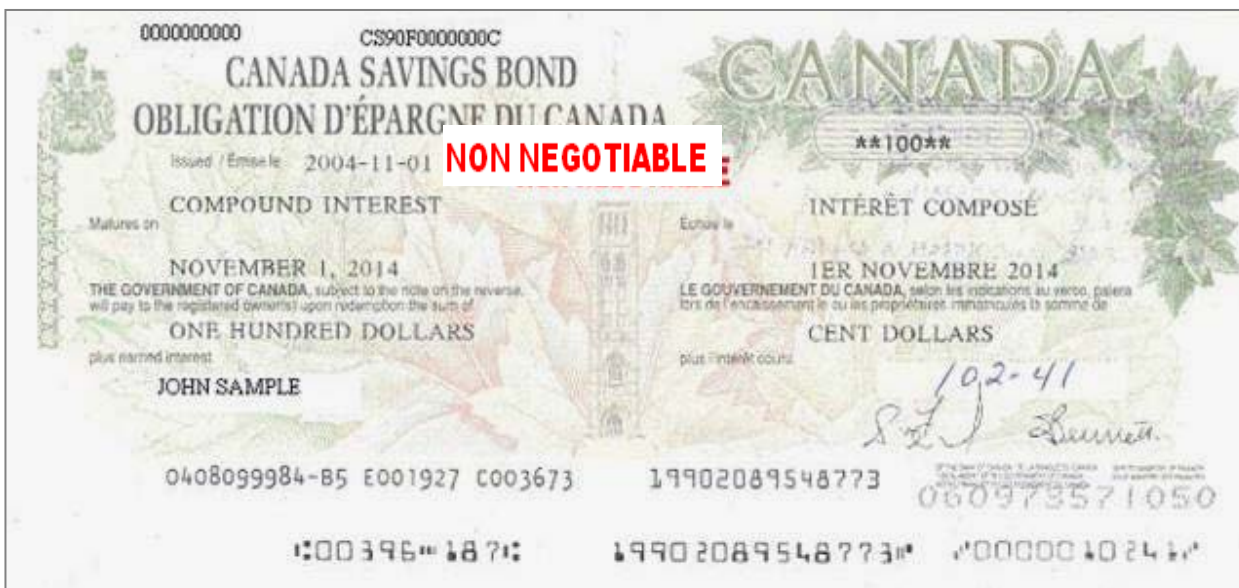 0000000000 CS90F0000000C
CANADA SAVINGS BOND
OBLIGATION D'ÉPARGNE DU CANADA
CANADA
**100**
Issued / Émise le 2004-11-01
NON NEGOTIABLE
COMPOUND INTEREST
Matures on
NOVEMBER 1, 2014
THE GOVERNMENT OF CANADA, subject to the note on the reverse,
will pay to the registered owner(s) upon redemption the sum of
ONE HUNDRED DOLLARS
plus earned interest
JOHN SAMPLE
INTÉRÊT COMPOSÉ
Échoie le
1ER NOVEMBRE 2014
LE GOUVERNEMENT DU CANADA, selon les indications au verso, paiera
lors de l'encaissement le ou les propriétaires immatriculés la somme de
CENT DOLLARS
plus l'intérêt couru
102-41
Bennett
0408099984-B5 E001927 C003673 19902089548773
060973571050
00396 187 19902089548773 0000010241